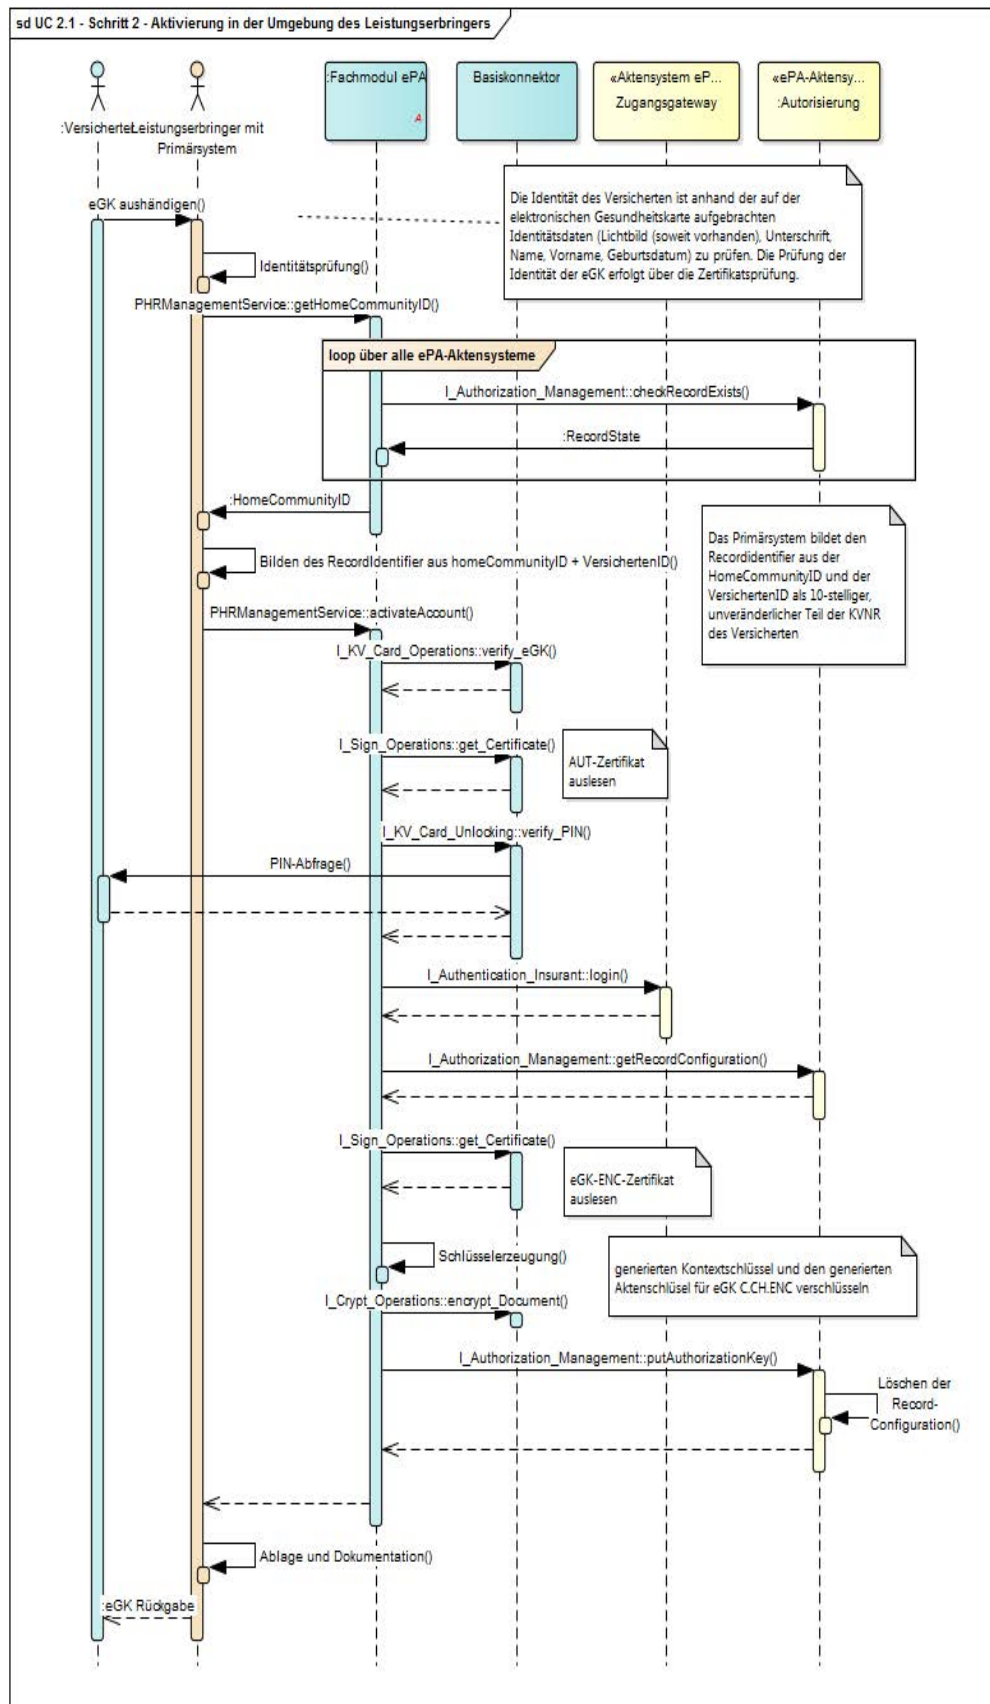 sd UC 2.1 - Schritt 2 - Aktivierung in der Umgebung des Leistungserbringers
:Versicherter
Leistungserbringer mit
Primärsystem
:Fachmodul ePA
A
Basiskonnektor
«Aktensystem eP...
Zugangsgateway
«ePA-Aktensy...
:Autorisierung
Die Identität des Versicherten ist anhand der auf der
elektronischen Gesundheitskarte aufgebrachten
Identitätsdaten (Lichtbild (soweit vorhanden), Unterschrift,
Name, Vorname, Geburtsdatum) zu prüfen. Die Prüfung der
Identität der eGK erfolgt über die Zertifikatsprüfung.
eGK aushändigen()
Identitätsprüfung()
PHRManagementService::getHomeCommunityID()
loop über alle ePA-Aktensysteme
I_Authorization_Management::checkRecordExists()
:RecordState
:HomeCommunityID
Das Primärsystem bildet den
Recordidentifier aus der
HomeCommunityID und der
VersichertenID als 10-stelliger,
unveränderlicher Teil der KVNR
des Versicherten
Bilden des RecordIdentifier aus homeCommunityID + VersichertenID()
PHRManagementService::activateAccount()
I_KV_Card_Operations::verify_eGK()
I_Sign_Operations::get_Certificate()
AUT-Zertifikat
auslesen
I_KV_Card_Unlocking::verify_PIN()
PIN-Abfrage()
I_Authentication_Insurant::login()
I_Authorization_Management::getRecordConfiguration()
I_Sign_Operations::get_Certificate()
eGK-ENC-Zertifikat
auslesen
Schlüsselerzeugung()
generierten Kontextschlüssel und den generierten
Aktenschlüsel für eGK C.CH.ENC verschlüsseln
I_Crypt_Operations::encrypt_Document()
I_Authorization_Management::putAuthorizationKey()
Löschen der
Record-
Configuration()
Ablage und Dokumentation()
:eGK Rückgabe